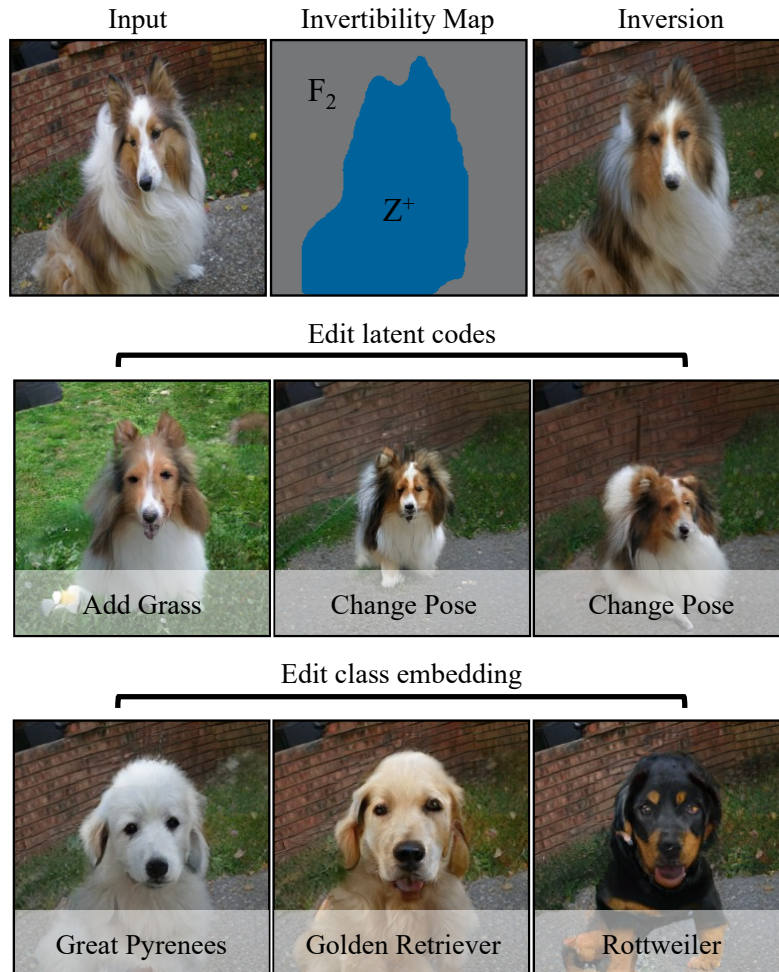 Input Invertibility Map Inversion
F₂
Z⁺
Edit latent codes
Add Grass Change Pose Change Pose
Edit class embedding
Great Pyrenees Golden Retriever Rottweiler